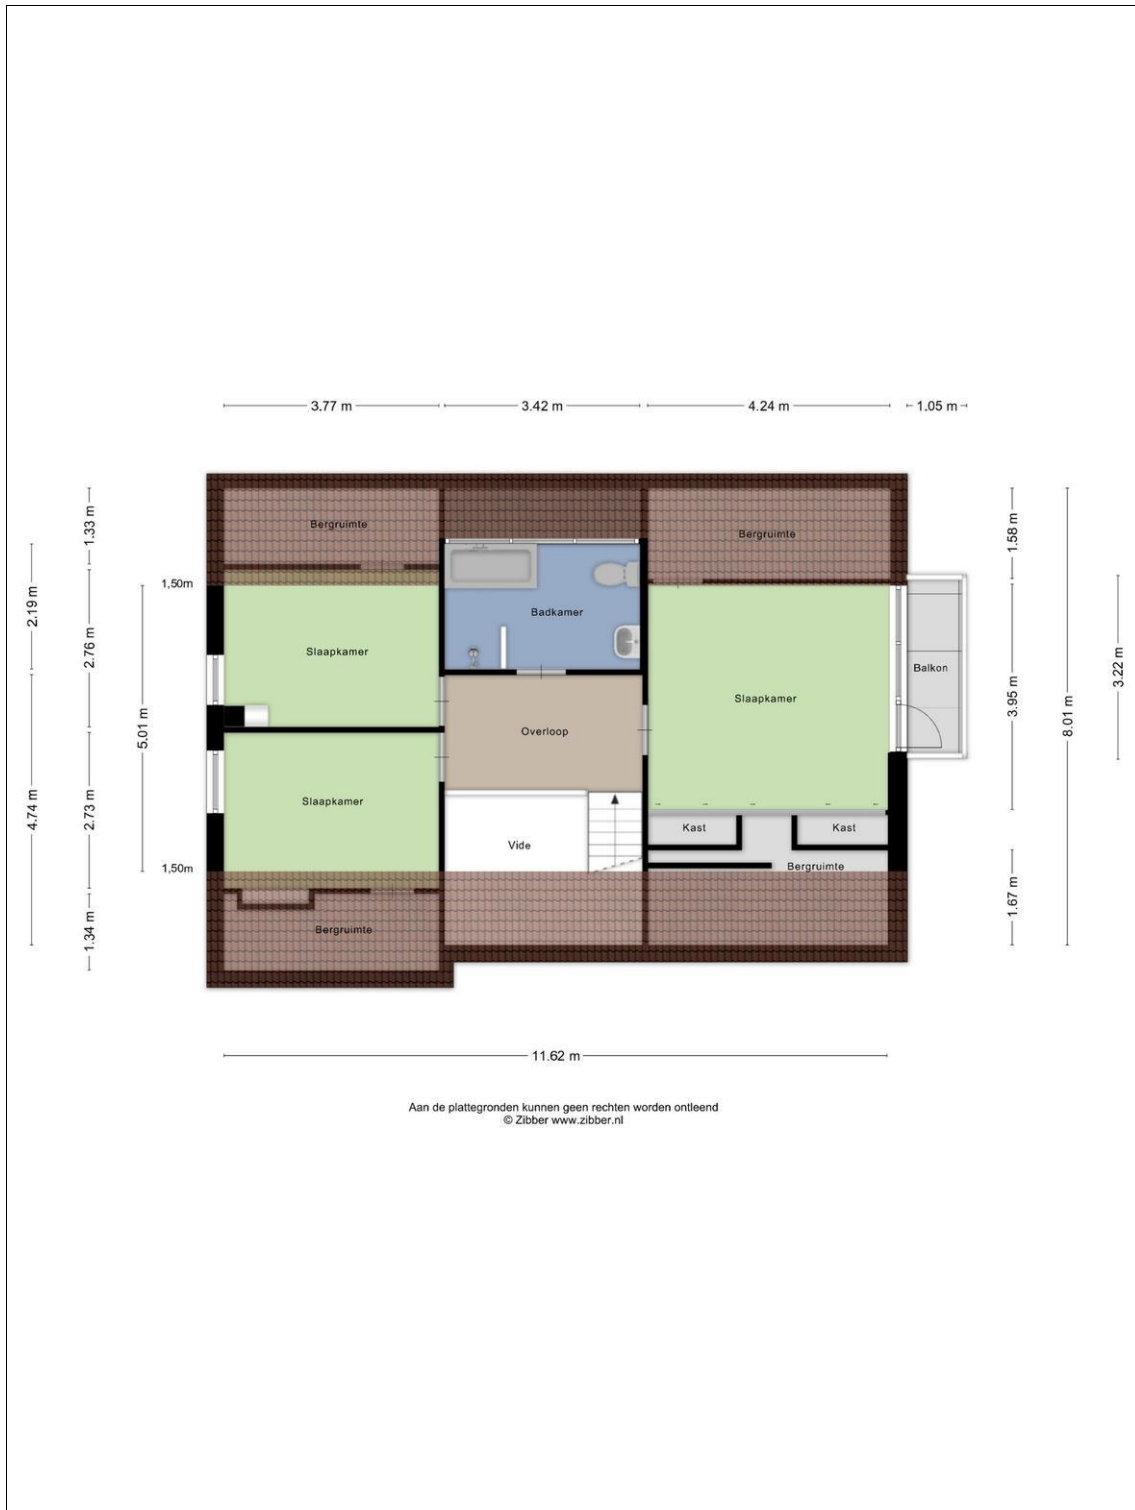 3.77 m
3.42 m
4.24 m
1.05 m
1.33 m
2.19 m
2.76 m
5.01 m
4.74 m
2.73 m
1.34 m
1,50m
1,50m
Bergruimte
Bergruimte
Badkamer
Slaapkamer
Slaapkamer
Balkon
Overloop
Slaapkamer
Kast
Kast
Vide
Bergruimte
Bergruimte
1.58 m
3.95 m
8.01 m
3.22 m
1.67 m
11.62 m
Aan de plattegronden kunnen geen rechten worden ontleend
© Zibber www.zibber.nl